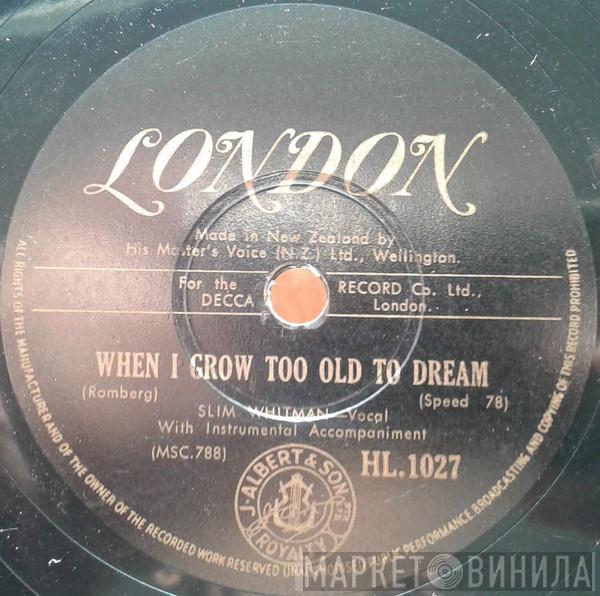 LONDON
Made in New Zealand by
His Master's Voice (N.Z.) Ltd., Wellington.
For the RECORD Co. Ltd.,
DECCA London.
WHEN I GROW TOO OLD TO DREAM
(Romberg) (Speed 78)
SLIM WHITMAN—Vocal
With Instrumental Accompaniment
(MSC.788) HL.1027
J. ALBERT & SON PTE LTD
ROYALTY
ALL RIGHTS OF THE MANUFACTURER AND OF THE OWNER OF THE RECORDED WORK RESERVED PUBLIC PERFORMANCE, BROADCASTING AND COPYING OF THIS RECORD PROHIBITED
МАРКЕТ ВИНИЛА